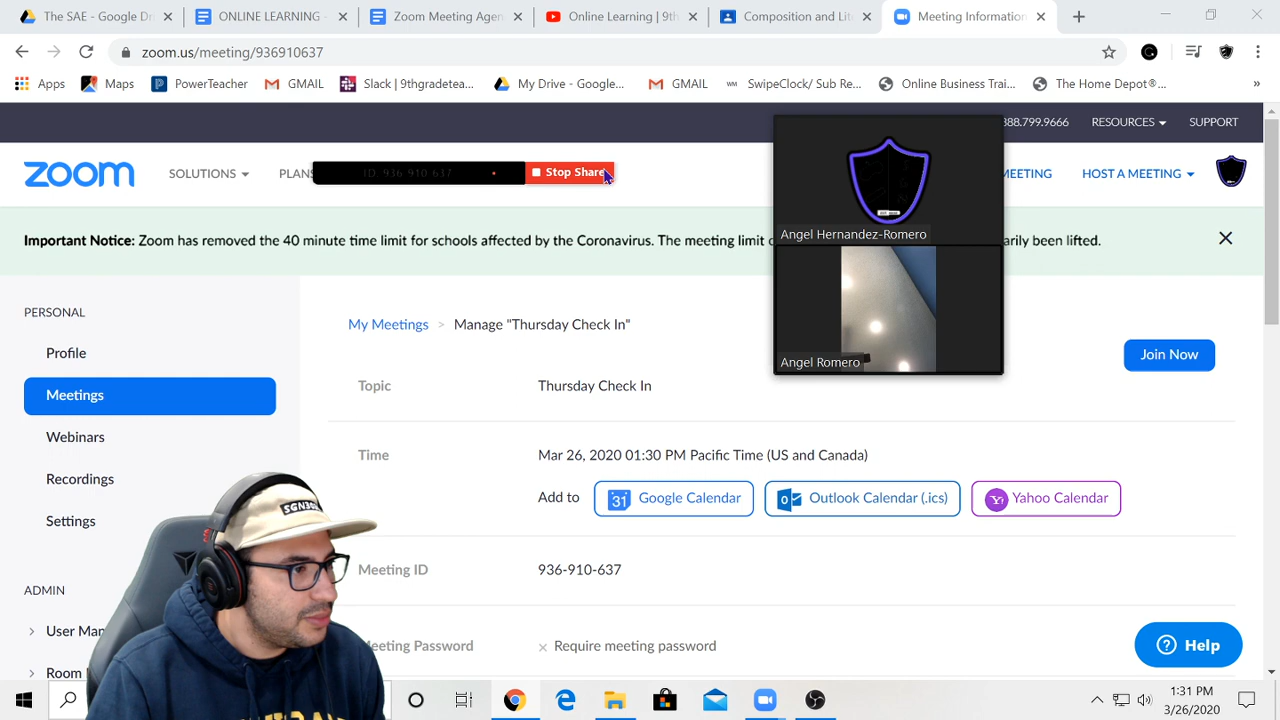 The SAE - Google Dri
ONLINE LEARNING -
Zoom Meeting Agen
Online Learning | 9th
Composition and Lit
Meeting Information
zoom.us/meeting/936910637
Apps Maps PowerTeacher GMAIL Slack | 9thgradetea... My Drive - Google... GMAIL SwipeClock/ Sub Re... Online Business Trai... The Home Depot®... »
888.799.9666 RESOURCES SUPPORT
zoom SOLUTIONS PLANS ID: 936 910 637 Stop Share MEETING HOST A MEETING
Important Notice: Zoom has removed the 40 minute time limit for schools affected by the Coronavirus. The meeting limit arily been lifted.
Angel Hernandez-Romero
Angel Romero
PERSONAL
Profile
Meetings
Webinars
Recordings
Settings
ADMIN
User Man
Room
My Meetings > Manage "Thursday Check In"
Join Now
Topic Thursday Check In
Time Mar 26, 2020 01:30 PM Pacific Time (US and Canada)
Add to 31 Google Calendar Outlook Calendar (.ics) Yahoo Calendar
Meeting ID 936-910-637
Meeting Password × Require meeting password
Help
1:31 PM
3/26/2020